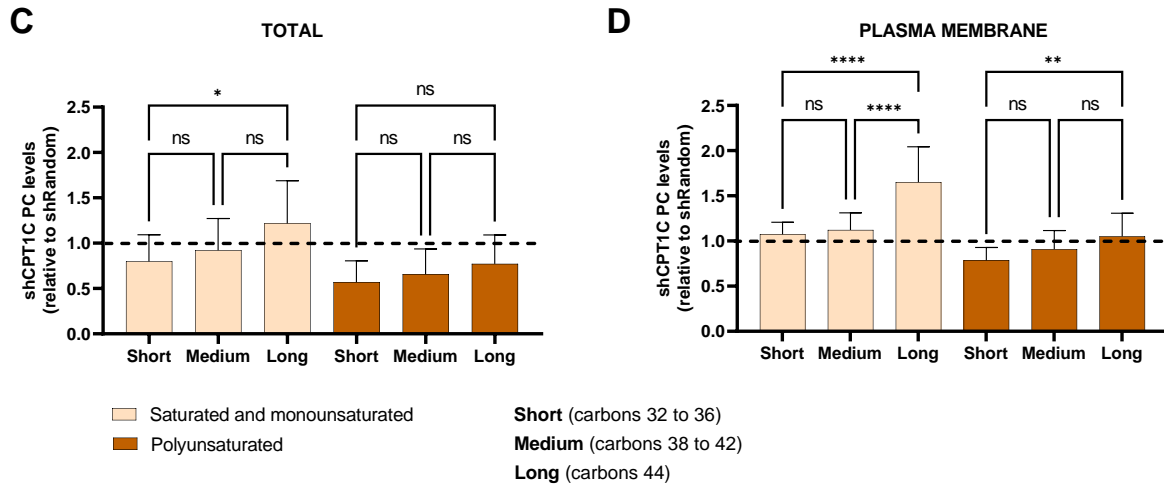 C
TOTAL
shCPT1C PC levels
(relative to shRandom)
2.5
2.0
1.5
1.0
0.5
0.0
*
ns
ns
ns
ns
ns
Short
Medium
Long
Short
Medium
Long
D
PLASMA MEMBRANE
shCPT1C PC levels
(relative to shRandom)
2.5
2.0
1.5
1.0
0.5
0.0
****
**
ns
****
ns
ns
Short
Medium
Long
Short
Medium
Long
Saturated and monounsaturated
Polyunsaturated
Short (carbons 32 to 36)
Medium (carbons 38 to 42)
Long (carbons 44)